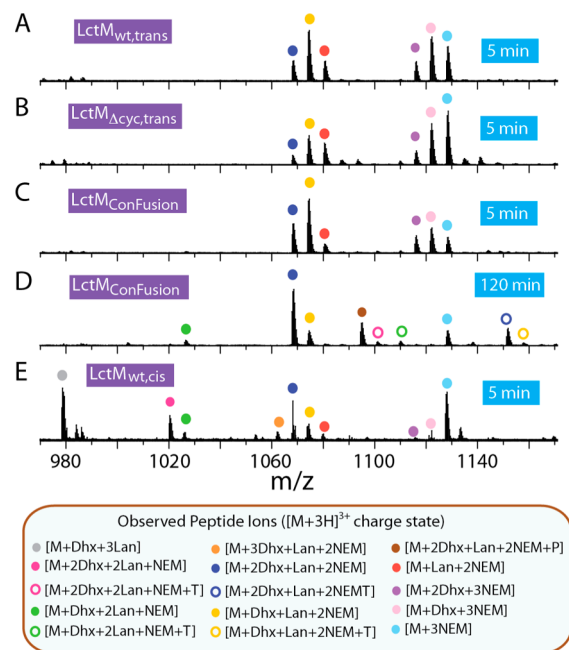 A
LctMwt,trans
5 min
B
LctMΔcyc,trans
5 min
C
LctMConFusion
5 min
D
LctMConFusion
120 min
E
LctMwt,cis
5 min
980 1020 1060 1100 1140
m/z
Observed Peptide Ions ([M+3H]³⁺ charge state)
[M+Dhx+3Lan] [M+3Dhx+Lan+2NEM] [M+2Dhx+Lan+2NEM+P]
[M+2Dhx+2Lan+NEM] [M+2Dhx+Lan+2NEM] [M+Lan+2NEM]
[M+2Dhx+2Lan+NEM+T] [M+2Dhx+Lan+2NEMT] [M+2Dhx+3NEM]
[M+Dhx+2Lan+NEM] [M+Dhx+Lan+2NEM] [M+Dhx+3NEM]
[M+Dhx+2Lan+NEM+T] [M+Dhx+Lan+2NEM+T] [M+3NEM]